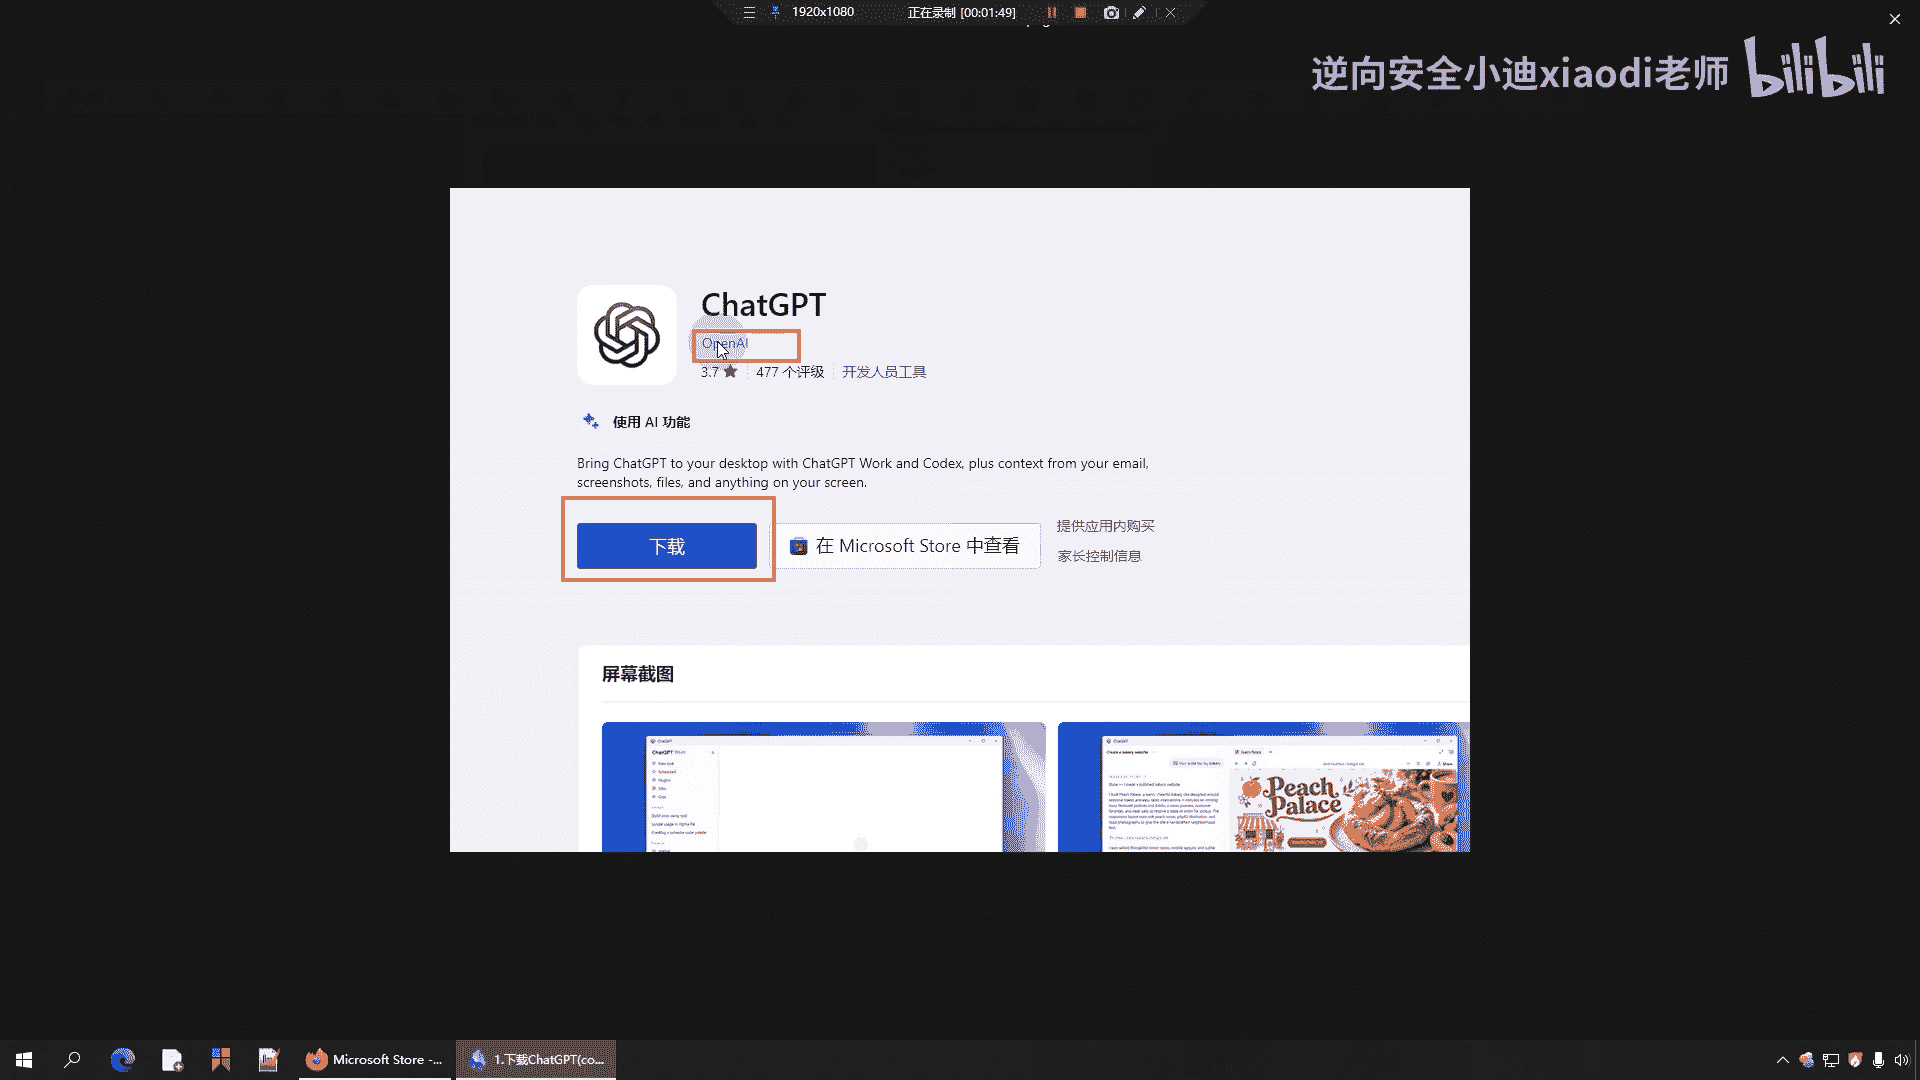 1920x1080
正在录制 [00:01:49]
逆向安全小迪xiaodi老师 bilibili
ChatGPT
OpenAI
3.7 ★ 477 个评级 开发人员工具
使用 AI 功能
Bring ChatGPT to your desktop with ChatGPT Work and Codex, plus context from your email,
screenshots, files, and anything on your screen.
下载
在 Microsoft Store 中查看
提供应用内购买
家长控制信息
屏幕截图
Peach
Palace
Microsoft Store -...
1.下载ChatGPT(co...